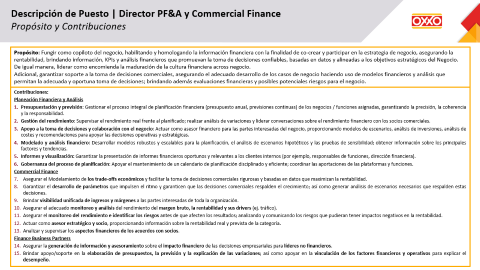 Descripción de Puesto | Director PF&A y Commercial Finance
Propósito y Contribuciones
OXXO
Propósito: Fungir como copiloto del negocio, habilitando y homologando la información financiera con la finalidad de co-crear y participar en la estrategia de negocio, asegurando la
rentabilidad, brindando información, KPIs y análisis financieros que promuevan la toma de decisiones confiables, basadas en datos y alineadas a los objetivos estratégicos del Negocio.
De igual manera, liderar como encomienda la maduración de la cultura financiera across negocio.
Adicional, garantizar soporte a la toma de decisiones comerciales, asegurando el adecuado desarrollo de los casos de negocio haciendo uso de modelos financieros y análisis que
permitan la adecuada y oportuna toma de decisiones; brindando además evaluaciones financieras y posibles potenciales riesgos para el negocio.
Contribuciones:
Planeación Financiera y Análisis
1. Presupuestación y previsión: Gestionar el proceso integral de planificación financiera (presupuesto anual, previsiones continuas) de los negocios / funciones asignadas, garantizando la precisión, la coherencia
y la responsabilidad.
2. Gestión del rendimiento: Supervisar el rendimiento real frente al planificado; realizar análisis de variaciones y liderar conversaciones sobre el rendimiento financiero con los socios comerciales.
3. Apoyo a la toma de decisiones y colaboración con el negocio: Actuar como asesor financiero para las partes interesadas del negocio, proporcionando modelos de escenarios, análisis de inversiones, análisis de
costos y recomendaciones para apoyar las decisiones operativas y estratégicas.
4. Modelado y análisis financiero: Desarrollar modelos robustos y escalables para la planificación, el análisis de escenarios hipotéticos y las pruebas de sensibilidad; obtener información sobre los principales
factores y tendencias.
5. Informes y visualización: Garantizar la presentación de informes financieros oportunos y relevantes a los clientes internos (por ejemplo, responsables de funciones, dirección financiera).
6. Gobernanza del proceso de planificación: Apoyar el mantenimiento de un calendario de planificación disciplinado y eficiente; coordinar las aportaciones de las plataformas y funciones.
Commercial Finance
7. Asegurar el Modelamiento de los trade-offs económicos y facilitar la toma de decisiones comerciales rigurosas y basadas en datos que maximizan la rentabilidad.
8. Garantizar el desarrollo de parámetros que impulsen el ritmo y garanticen que las decisiones comerciales respalden el crecimiento; así como generar análisis de escenarios necesarios que respalden estas
decisiones.
9. Brindar visibilidad unificada de ingresos y márgenes a las partes interesadas de toda la organización.
10. Asegurar el adecuado monitoreo y análisis del rendimiento del margen bruto, la rentabilidad y sus drivers (ej. tráfico).
11. Asegurar el monitoreo del rendimiento e identificar los riesgos antes de que afecten los resultados; analizando y comunicando los riesgos que pudieran tener impactos negativos en la rentabilidad.
12. Actuar como asesor estratégico y socio, proporcionando información sobre la rentabilidad real y prevista de la categoría.
13. Analizar y supervisar los aspectos financieros de los acuerdos con socios.
Finance Business Partners
14. Asegurar la generación de información y asesoramiento sobre el impacto financiero de las decisiones empresariales para líderes no financieros.
15. Brindar apoyo/soporte en la elaboración de presupuestos, la previsión y la explicación de las variaciones; así como apoyar en la vinculación de los factores financieros y operativos para explicar el
desempeño.